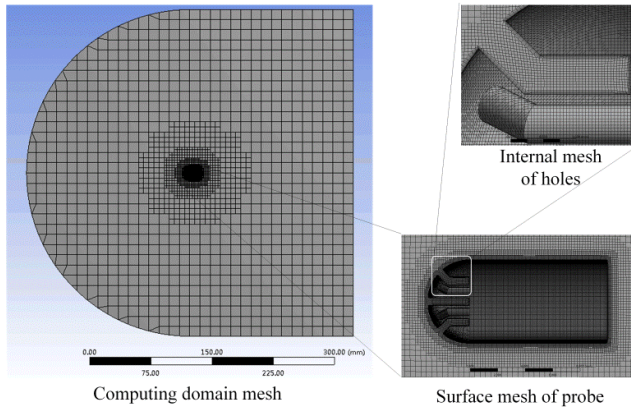 Internal mesh
of holes
0.00 150.00 300.00 (mm)
75.00 225.00
Computing domain mesh
Surface mesh of probe